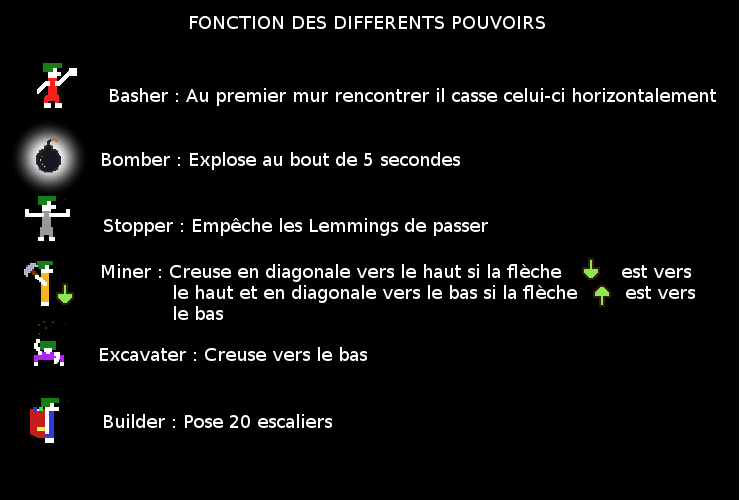 FONCTION DES DIFFERENTS POUVOIRS
Basher : Au premier mur rencontrer il casse celui-ci horizontalement
Bomber : Explose au bout de 5 secondes
Stopper : Empêche les Lemmings de passer
Miner : Creuse en diagonale vers le haut si la flèche est vers
le haut et en diagonale vers le bas si la flèche est vers
le bas
Excavater : Creuse vers le bas
Builder : Pose 20 escaliers